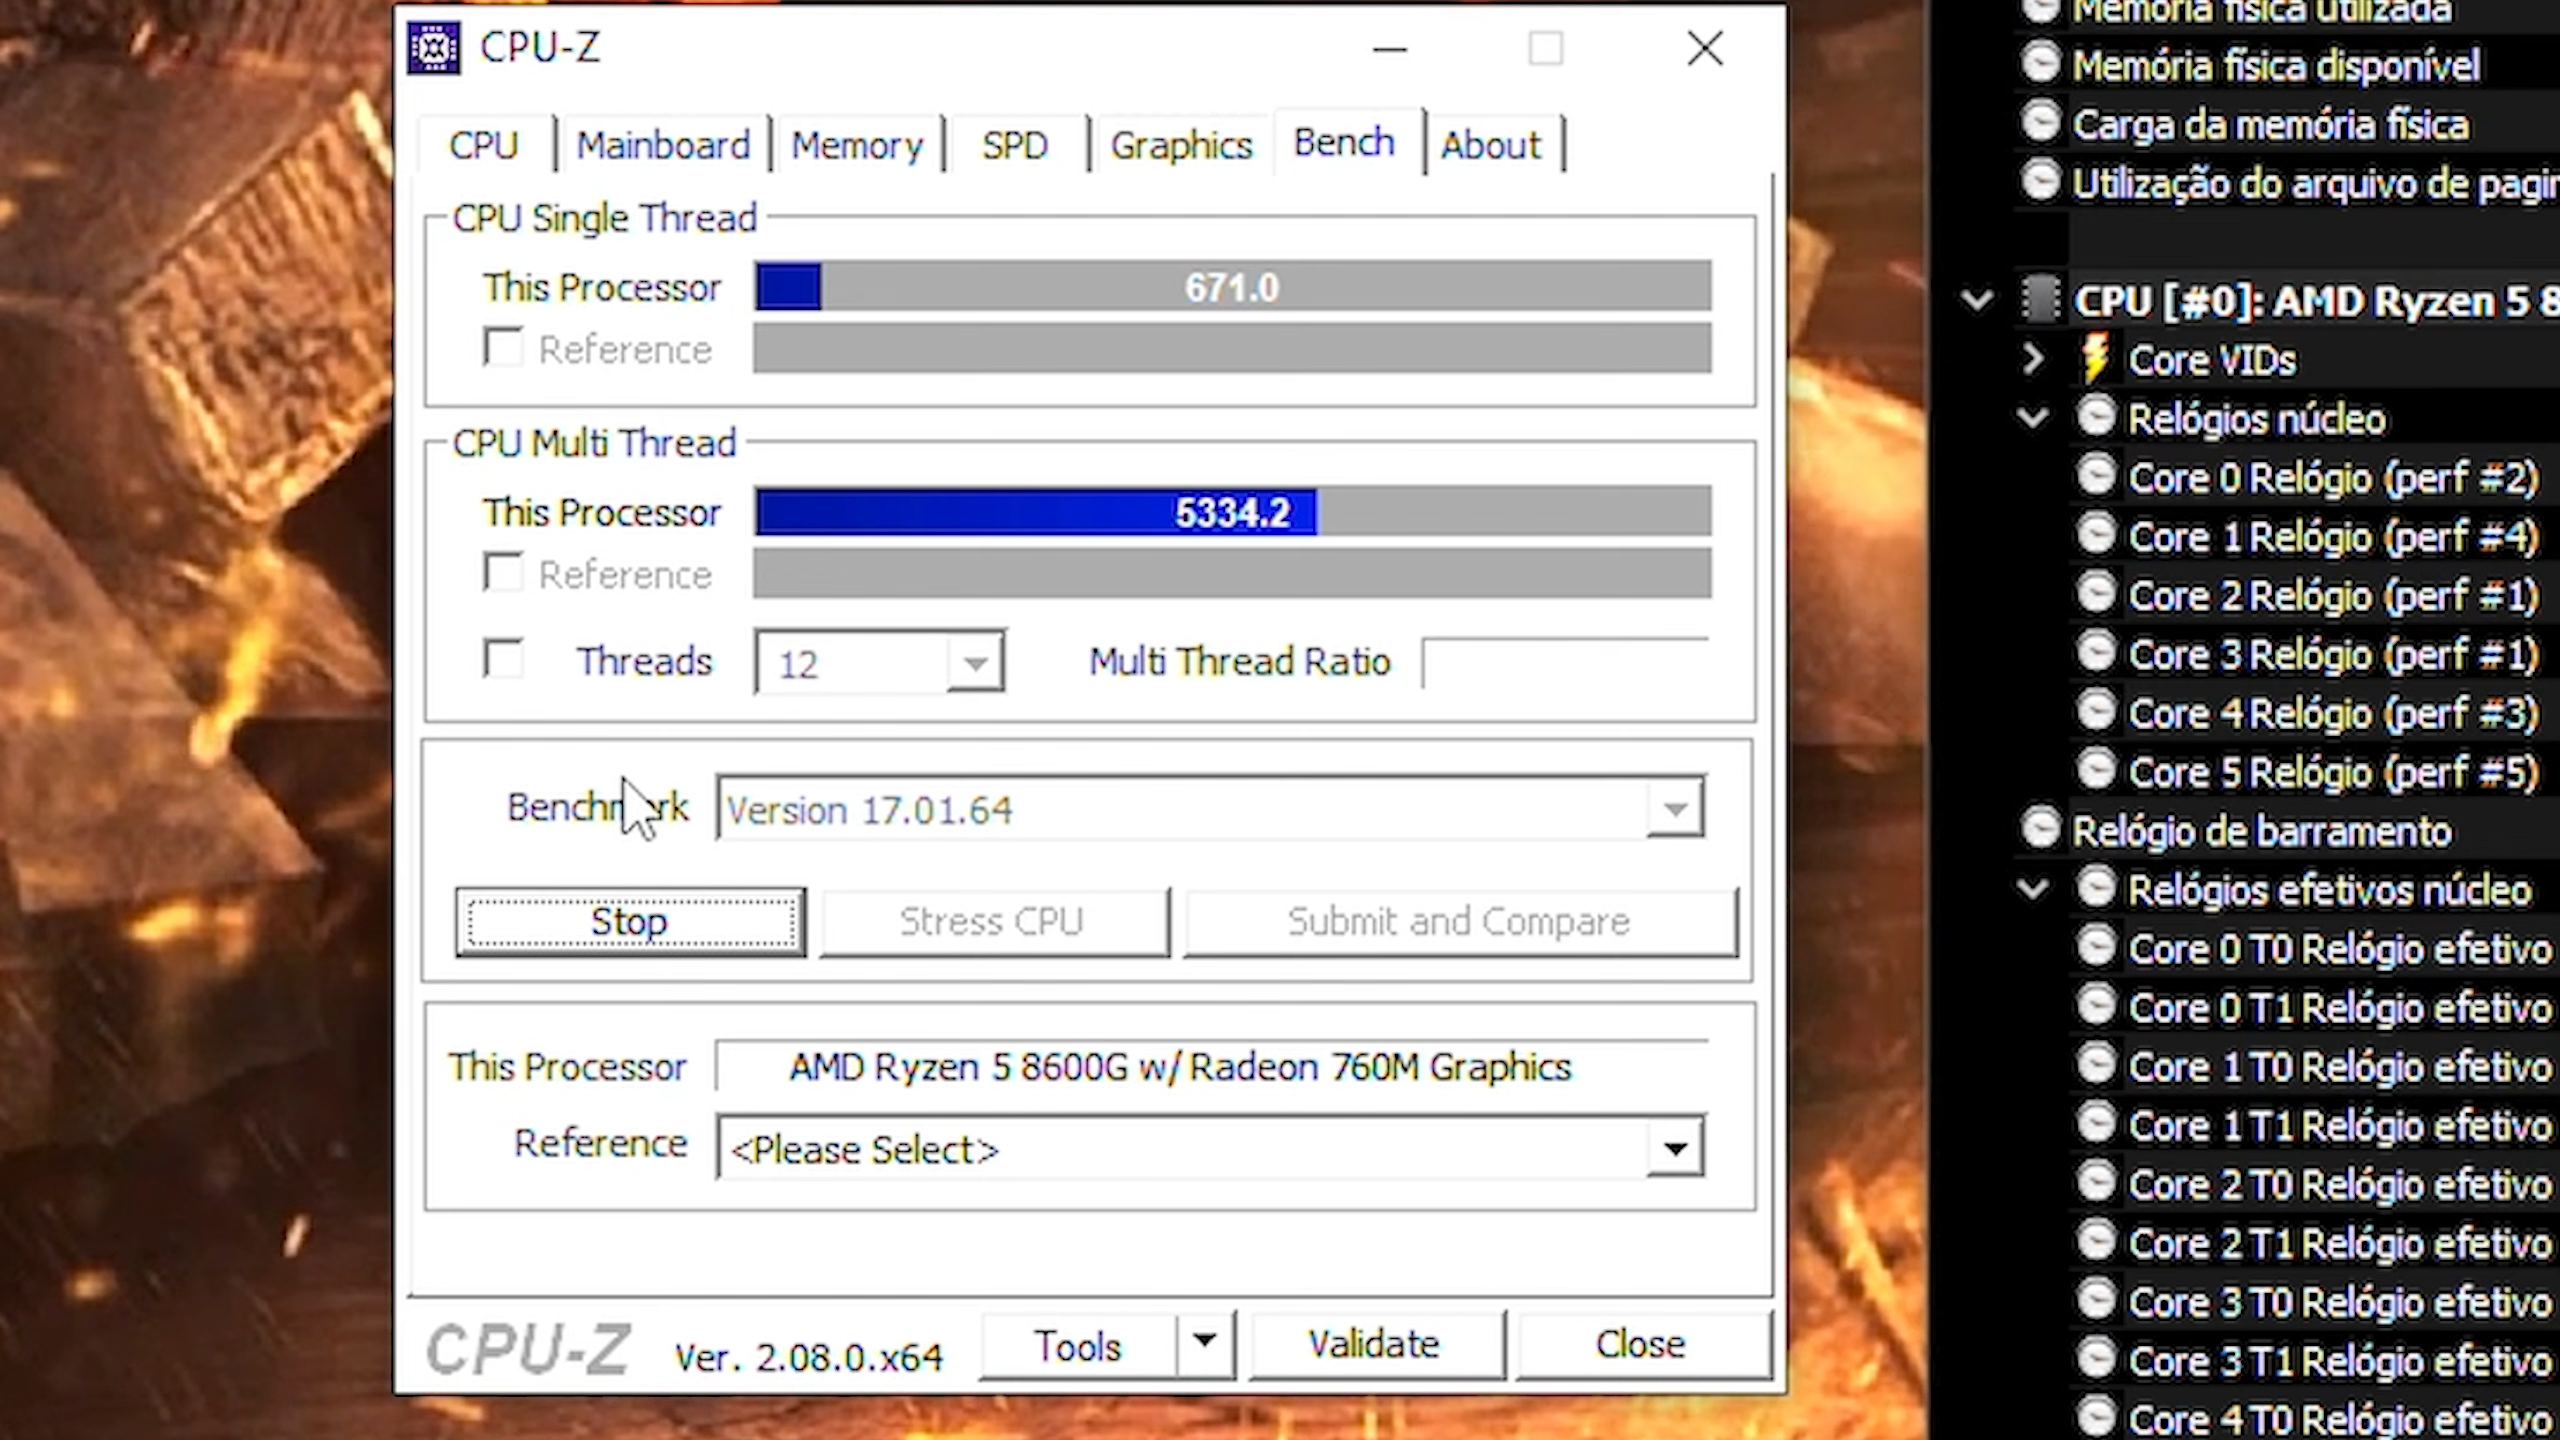 CPU-Z
CPU
Mainboard
Memory
SPD
Graphics
Bench
About
CPU Single Thread
This Processor
671.0
Reference
CPU Multi Thread
This Processor
5334.2
Reference
Threads
12
Multi Thread Ratio
Benchmark
Version 17.01.64
Stop
Stress CPU
Submit and Compare
This Processor
AMD Ryzen 5 8600G w/ Radeon 760M Graphics
Reference
<Please Select>
CPU-Z
Ver. 2.08.0.x64
Tools
Validate
Close
Memória física utilizada
Memória física disponível
Carga da memória física
Utilização do arquivo de
CPU [#0]: AMD Ryzen 5
Core VIDs
Relógios núcleo
Core 0 Relógio (perf #2)
Core 1 Relógio (perf #4)
Core 2 Relógio (perf #1)
Core 3 Relógio (perf #1)
Core 4 Relógio (perf #3)
Core 5 Relógio (perf #5)
Relógio de barramento
Relógios efetivos núcleo
Core 0 T0 Relógio efetivo
Core 0 T1 Relógio efetivo
Core 1 T0 Relógio efetivo
Core 1 T1 Relógio efetivo
Core 2 T0 Relógio efetivo
Core 2 T1 Relógio efetivo
Core 3 T0 Relógio efetivo
Core 3 T1 Relógio efetivo
Core 4 T0 Relógio efetivo